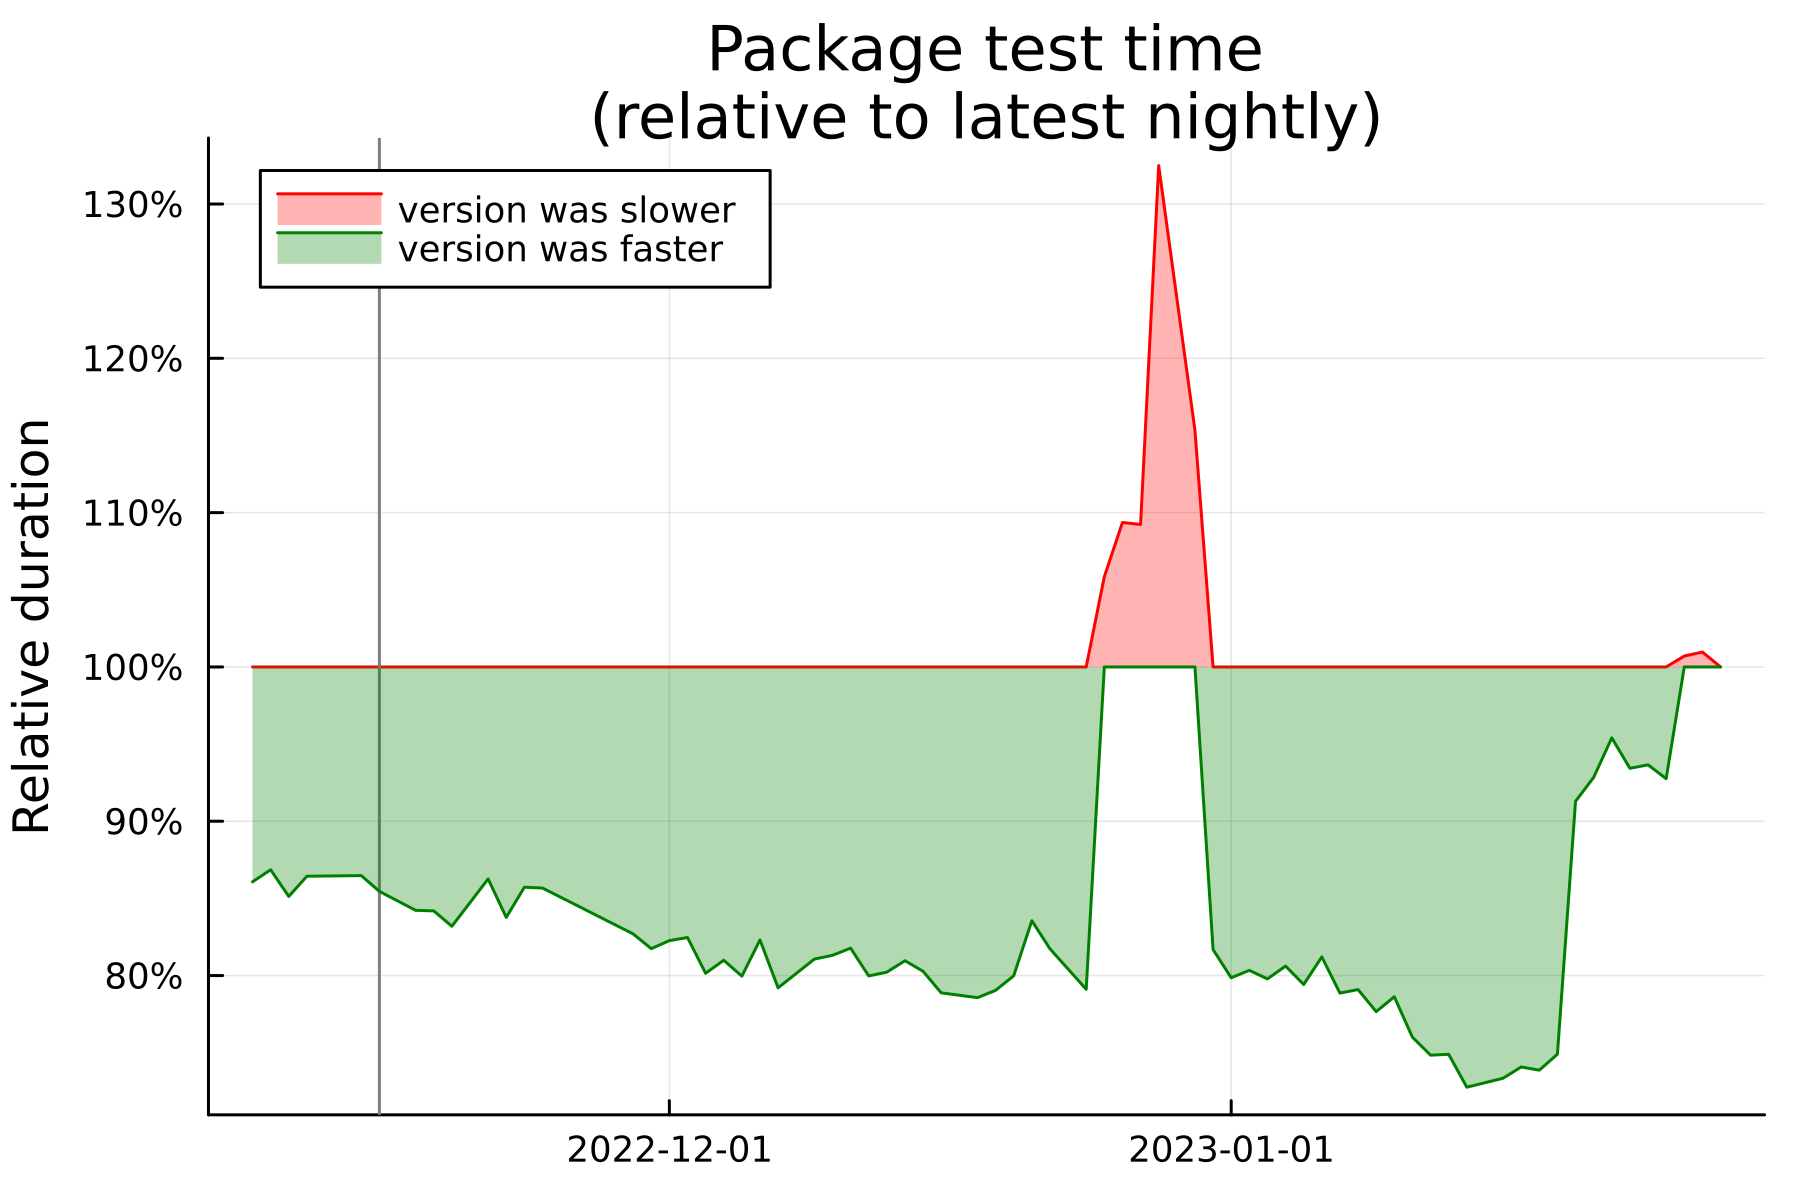 Package test time
(relative to latest nightly)
version was slower
version was faster
130%
120%
110%
100%
90%
80%
Relative duration
2022-12-01
2023-01-01